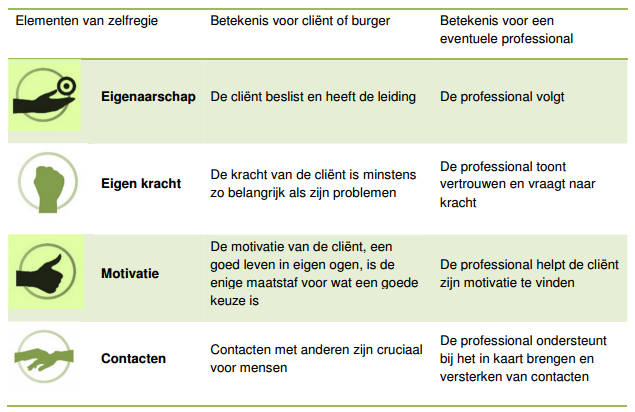 Elementen van zelfregie
Betekenis voor cliënt of burger
Betekenis voor een
eventuele professional
Eigenaarschap
De cliënt beslist en heeft de leiding
De professional volgt
Eigen kracht
De kracht van de cliënt is minstens
zo belangrijk als zijn problemen
De professional toont
vertrouwen en vraagt naar
kracht
Motivatie
De motivatie van de cliënt, een
goed leven in eigen ogen, is de
enige maatstaf voor wat een goede
keuze is
De professional helpt de cliënt
zijn motivatie te vinden
Contacten
Contacten met anderen zijn cruciaal
voor mensen
De professional ondersteunt
bij het in kaart brengen en
versterken van contacten